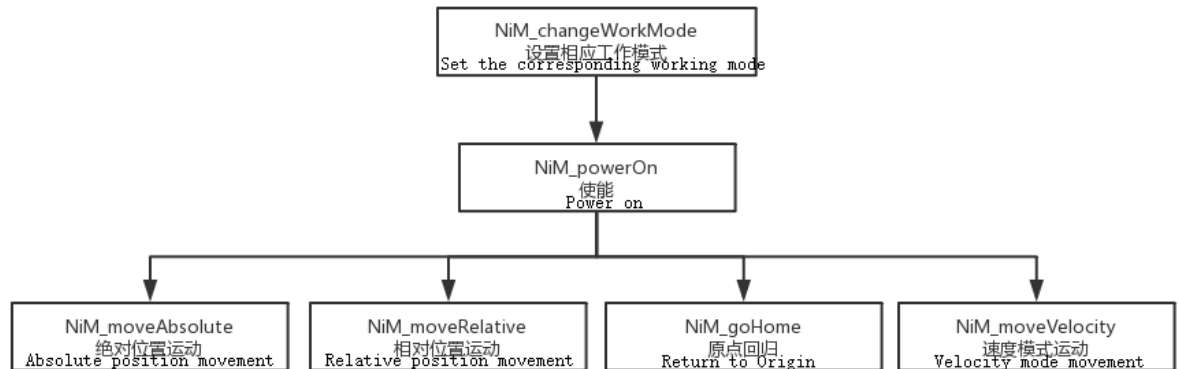 NiM_changeWorkMode
设置相应工作模式
Set the corresponding working mode
NiM_powerOn
使能
Power on
NiM_moveAbsolute
绝对位置运动
Absolute position movement
NiM_moveRelative
相对位置运动
Relative position movement
NiM_goHome
原点回归
Return to Origin
NiM_moveVelocity
速度模式运动
Velocity mode movement